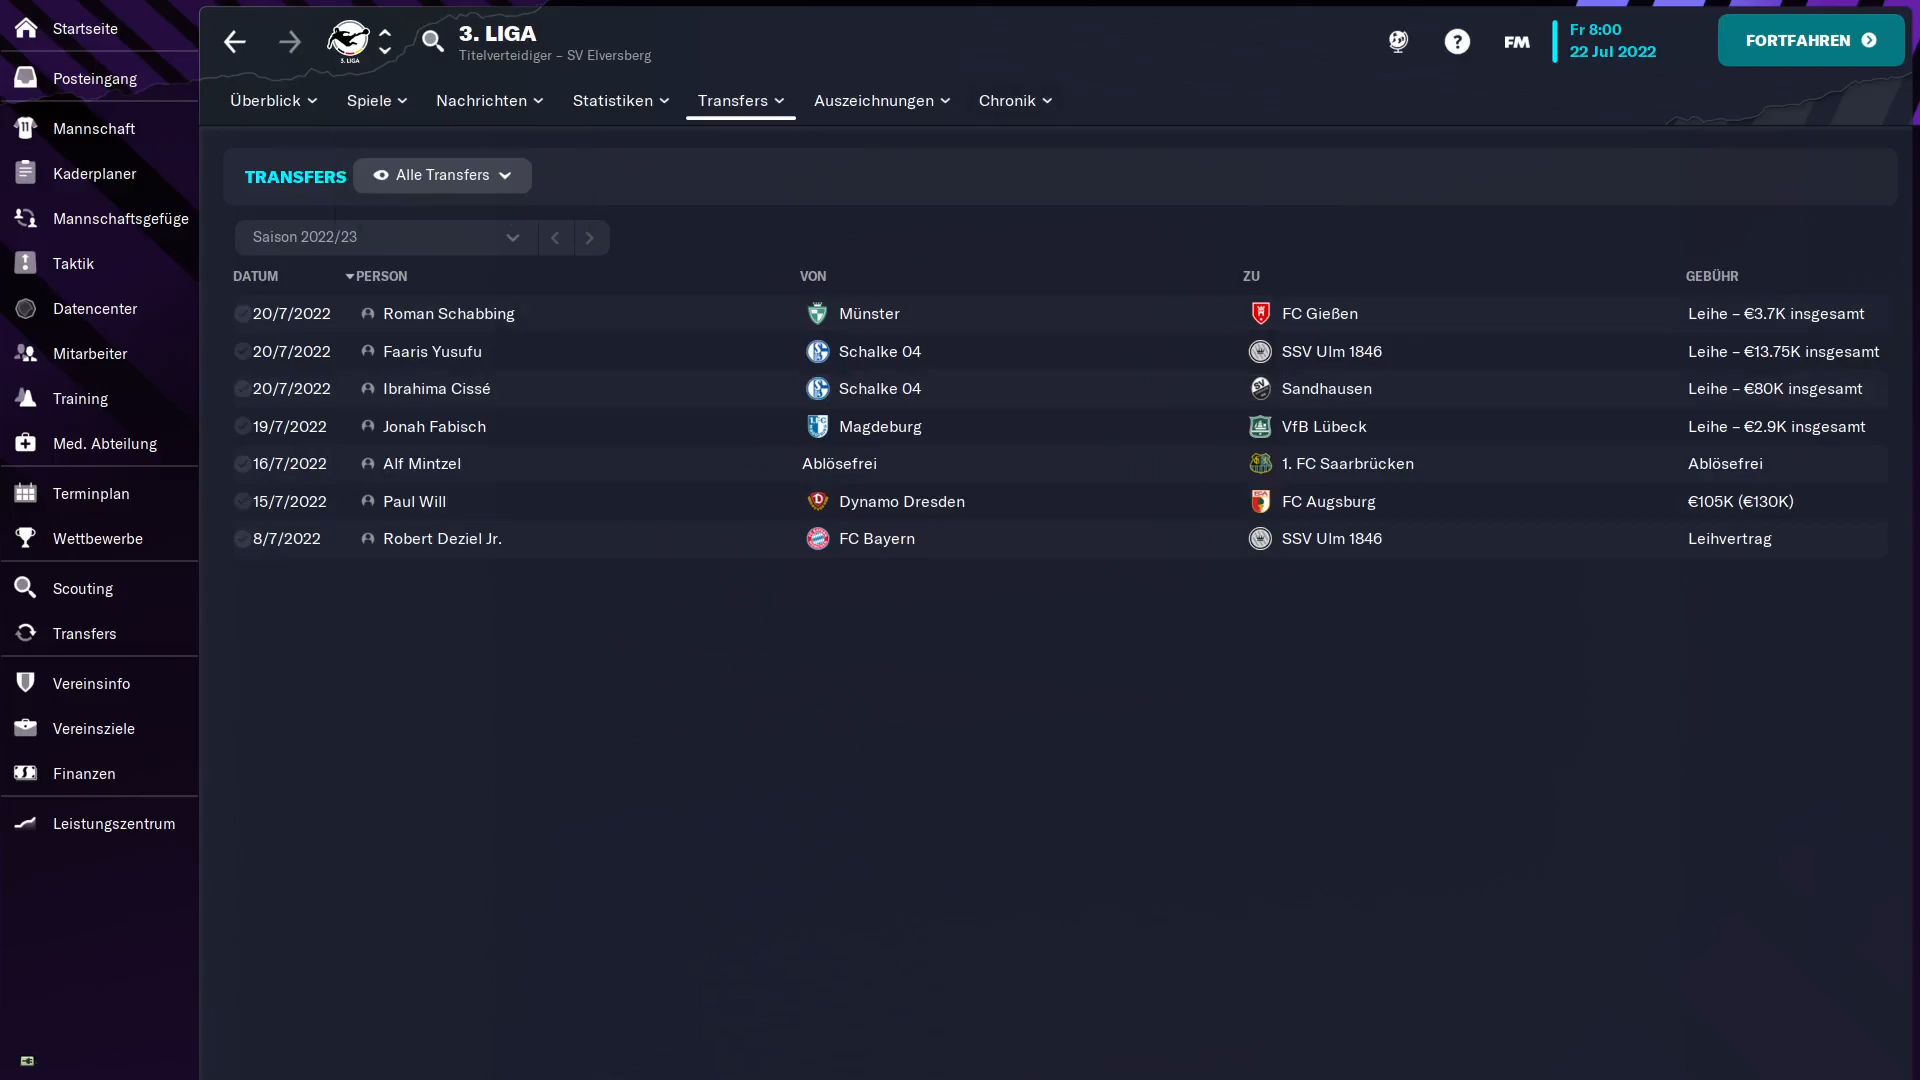 Startseite
Posteingang
Mannschaft
Kaderplaner
Mannschaftsgefüge
Taktik
Datencenter
Mitarbeiter
Training
Med. Abteilung
Terminplan
Wettbewerbe
Scouting
Transfers
Vereinsinfo
Vereinsziele
Finanzen
Leistungszentrum
3. LIGA
3. LIGA
Titelverteidiger – SV Elversberg
FM
Fr 8:00
22 Jul 2022
FORTFAHREN
Überblick Spiele Nachrichten Statistiken Transfers Auszeichnungen Chronik
TRANSFERS Alle Transfers
Saison 2022/23
DATUM PERSON VON ZU GEBÜHR
20/7/2022 Roman Schabbing Münster FC Gießen Leihe – €3.7K insgesamt
20/7/2022 Faaris Yusufu Schalke 04 SSV Ulm 1846 Leihe – €13.75K insgesamt
20/7/2022 Ibrahima Cissé Schalke 04 Sandhausen Leihe – €80K insgesamt
19/7/2022 Jonah Fabisch Magdeburg VfB Lübeck Leihe – €2.9K insgesamt
16/7/2022 Alf Mintzel Ablösefrei 1. FC Saarbrücken Ablösefrei
15/7/2022 Paul Will Dynamo Dresden FC Augsburg €105K (€130K)
8/7/2022 Robert Deziel Jr. FC Bayern SSV Ulm 1846 Leihvertrag